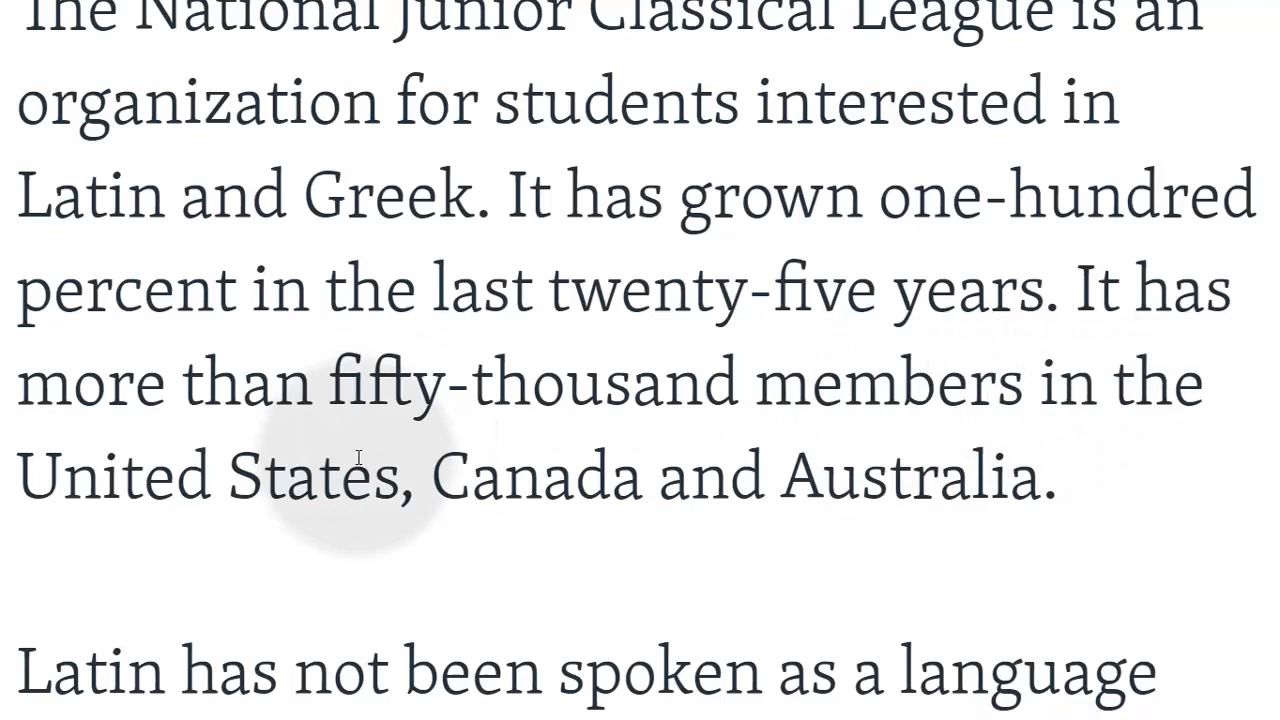 The National Junior Classical League is an
organization for students interested in
Latin and Greek. It has grown one-hundred
percent in the last twenty-five years. It has
more than fifty-thousand members in the
United States, Canada and Australia.
Latin has not been spoken as a language